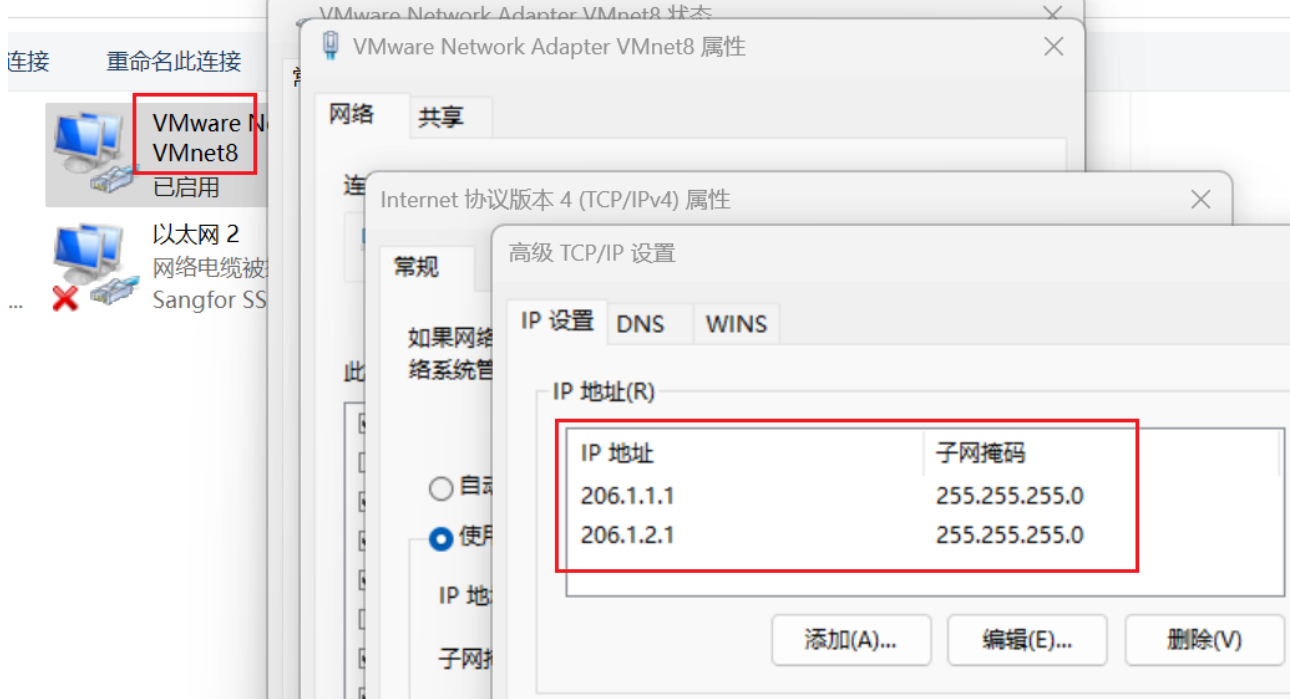 VMware Network Adapter VMnet8 状态
VMware Network Adapter VMnet8 属性
连接
重命名此连接
网络
共享
VMware
VMnet8
已启用
以太网 2
网络电缆被
Sangfor
...
Internet 协议版本 4 (TCP/IPv4) 属性
常规
如果网络
络系统管
高级 TCP/IP 设置
IP 设置
DNS
WINS
IP 地址(R)
IP 地址
子网掩码
206.1.1.1
255.255.255.0
206.1.2.1
255.255.255.0
添加(A)...
编辑(E)...
删除(V)
连
此
自动
使用
IP 地
子网